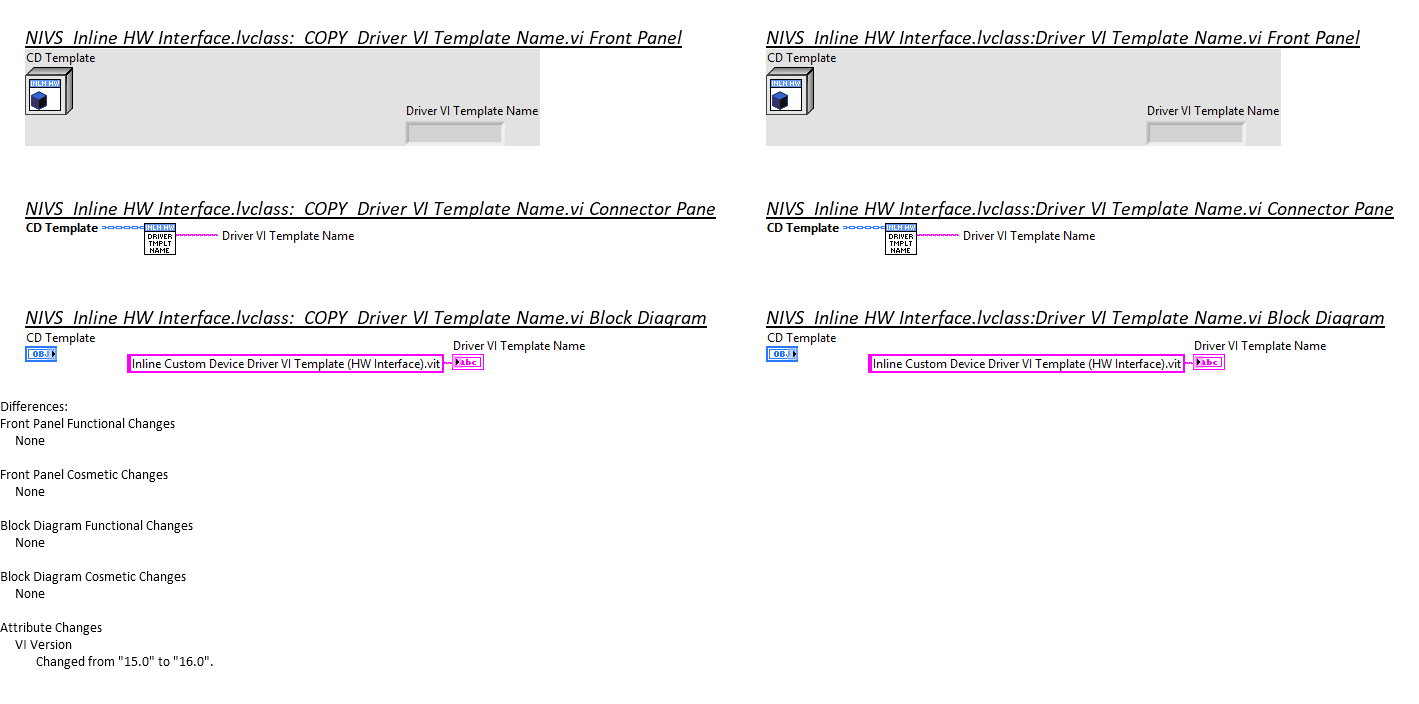 NIVS  Inline HW Interface.lvclass:  COPY  Driver VI Template Name.vi Front Panel
CD Template
INLN HW
Driver VI Template Name
NIVS  Inline HW Interface.lvclass:Driver VI Template Name.vi Front Panel
CD Template
INLN HW
Driver VI Template Name
NIVS  Inline HW Interface.lvclass:  COPY  Driver VI Template Name.vi Connector Pane
CD Template
INLN HW
DRIVER
TMPLT
NAME
Driver VI Template Name
NIVS  Inline HW Interface.lvclass:Driver VI Template Name.vi Connector Pane
CD Template
INLN HW
DRIVER
TMPLT
NAME
Driver VI Template Name
NIVS  Inline HW Interface.lvclass:  COPY  Driver VI Template Name.vi Block Diagram
CD Template
OBJ
Driver VI Template Name
Inline Custom Device Driver VI Template (HW Interface).vit
abc
NIVS  Inline HW Interface.lvclass:Driver VI Template Name.vi Block Diagram
CD Template
OBJ
Driver VI Template Name
Inline Custom Device Driver VI Template (HW Interface).vit
abc
Differences:
Front Panel Functional Changes
None
Front Panel Cosmetic Changes
None
Block Diagram Functional Changes
None
Block Diagram Cosmetic Changes
None
Attribute Changes
VI Version
Changed from "15.0" to "16.0".